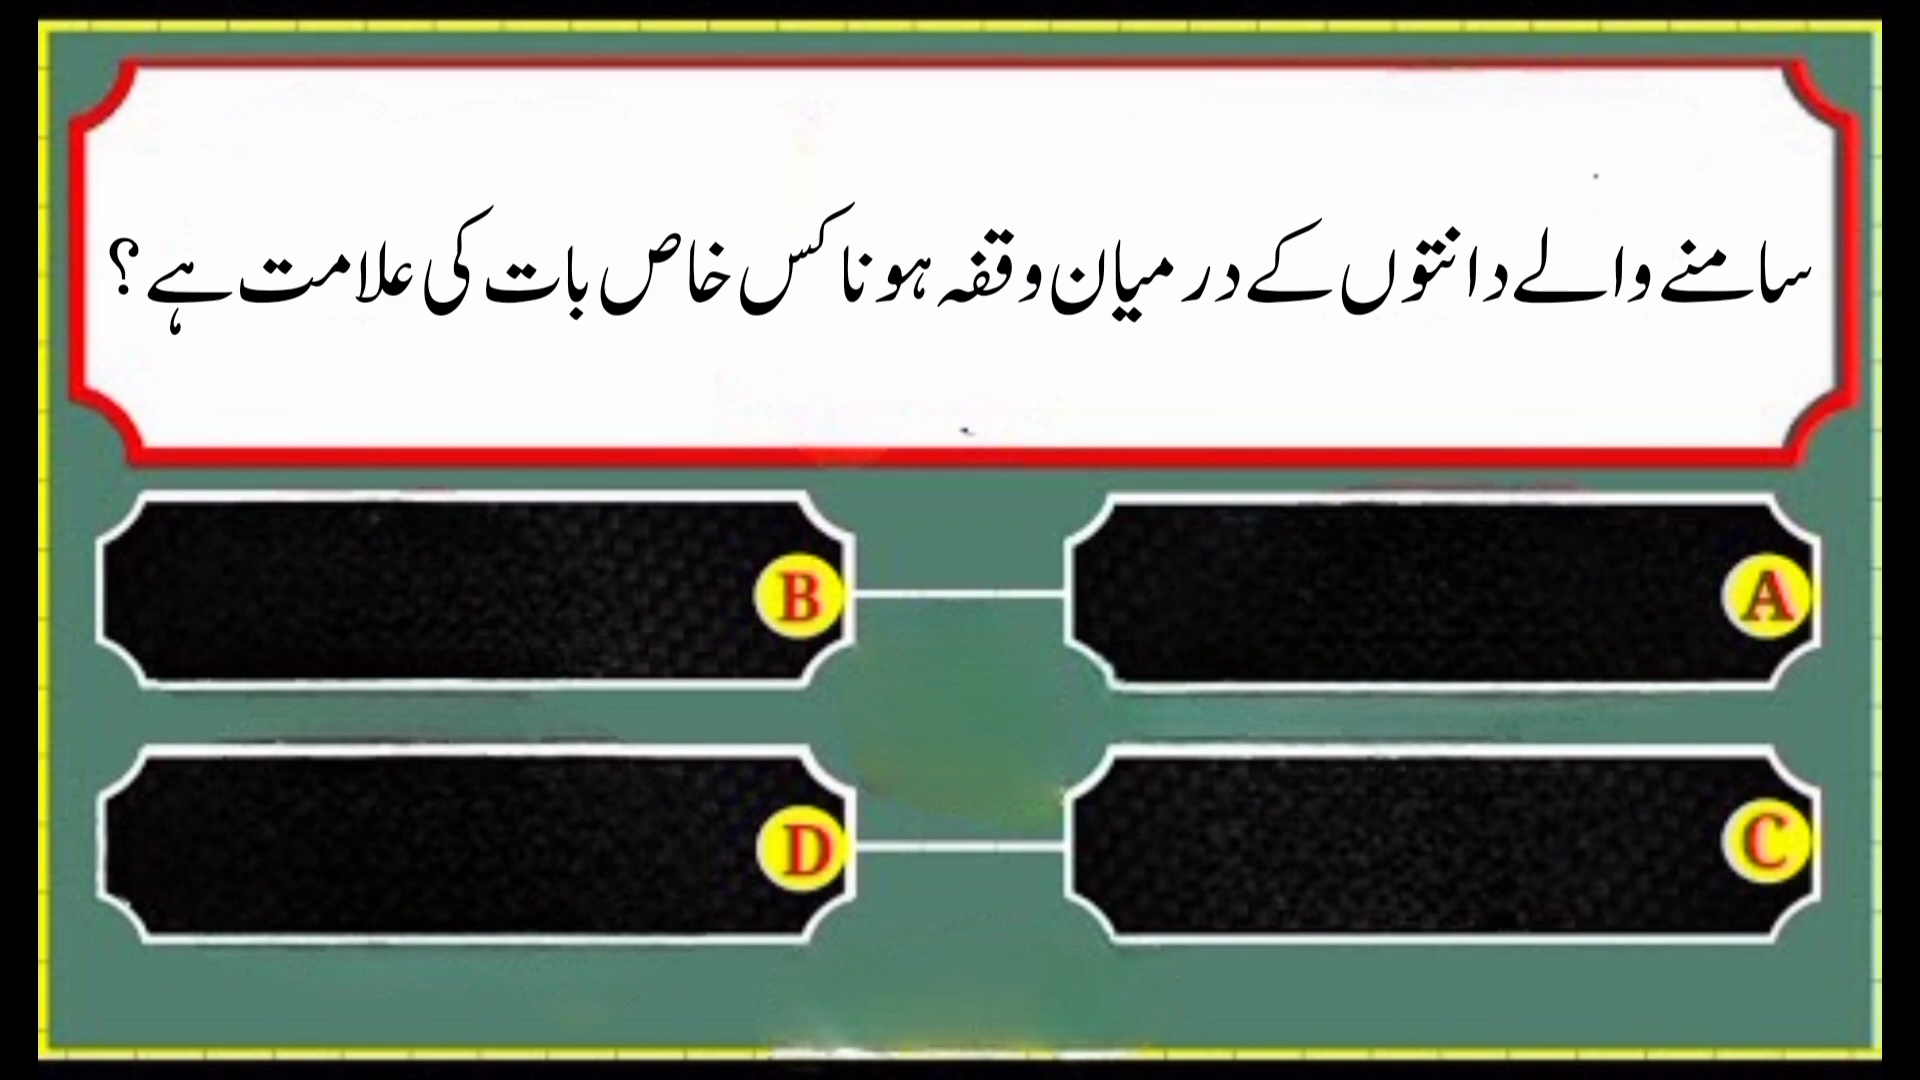 سامنے والے دانتوں کے درمیان وقفہ ہونا کس خاص بات کی علامت ہے؟
A
B
C
D